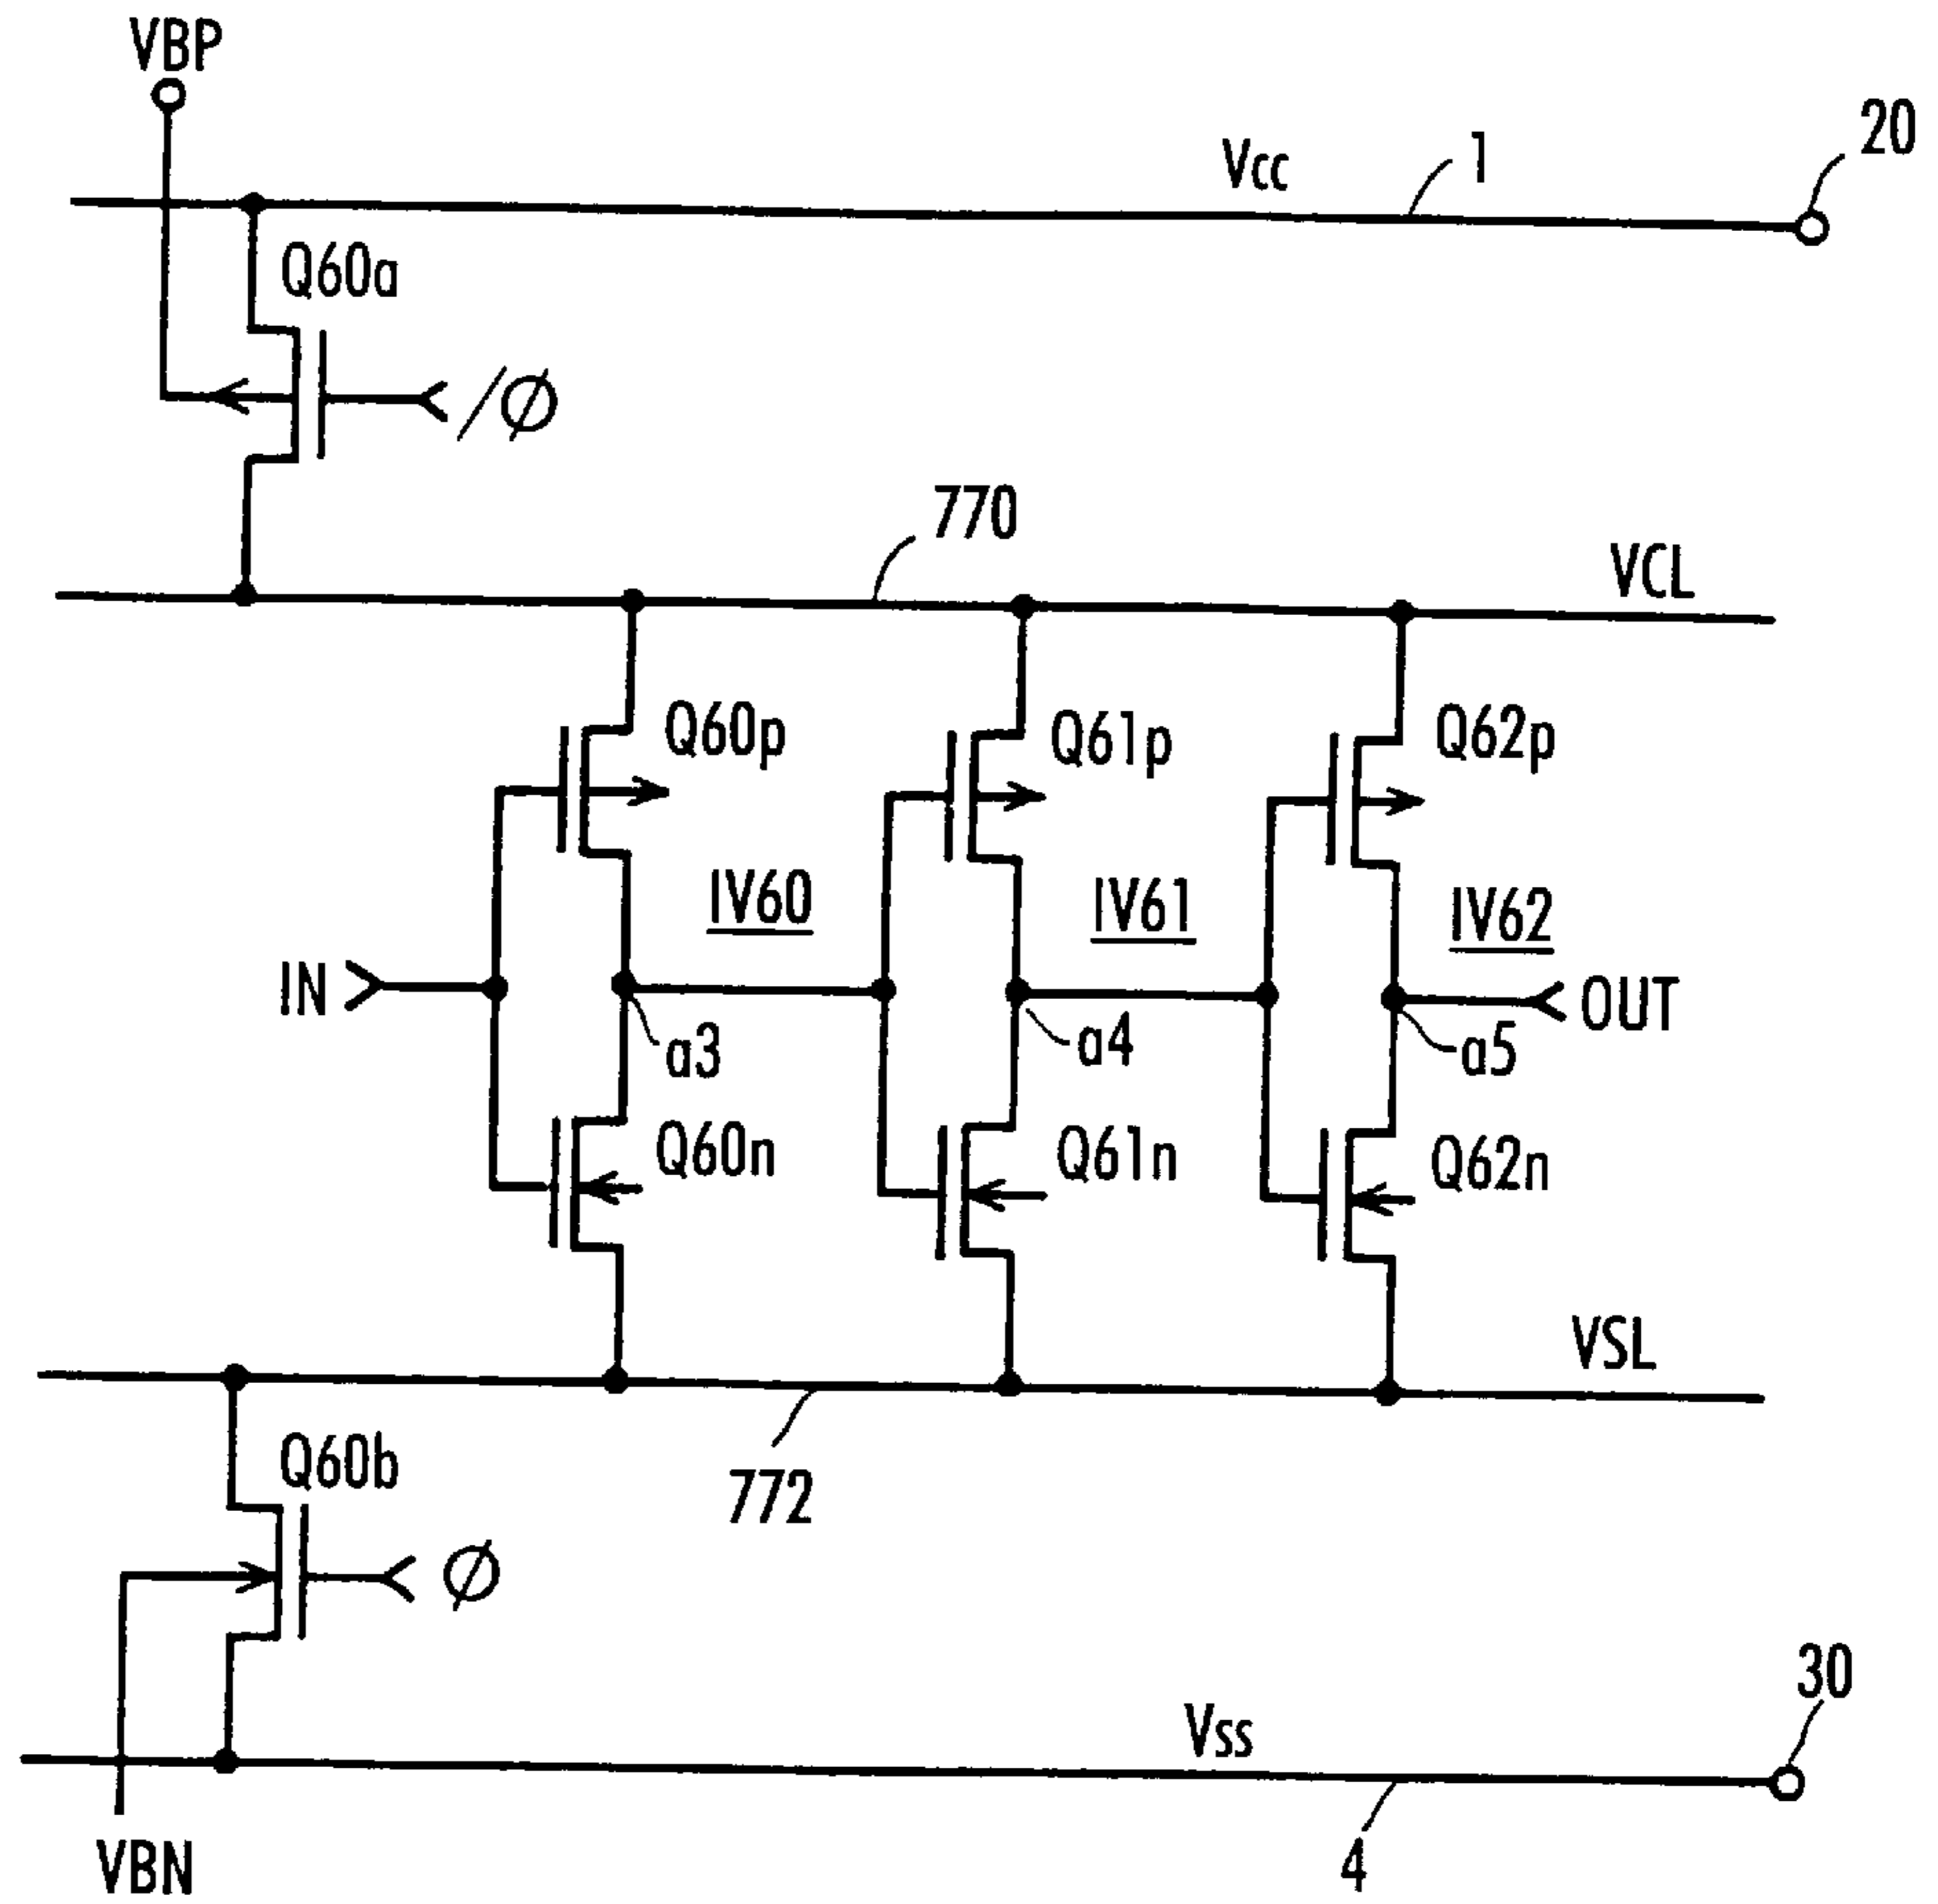 VBP
20
Vcc
1
Q60a
/Ø
770
VCL
Q60p
Q61p
Q62p
IV60
IV61
IV62
IN
OUT
a3
a4
a5
Q60n
Q61n
Q62n
VSL
Q60b
772
Ø
30
Vss
VBN
4